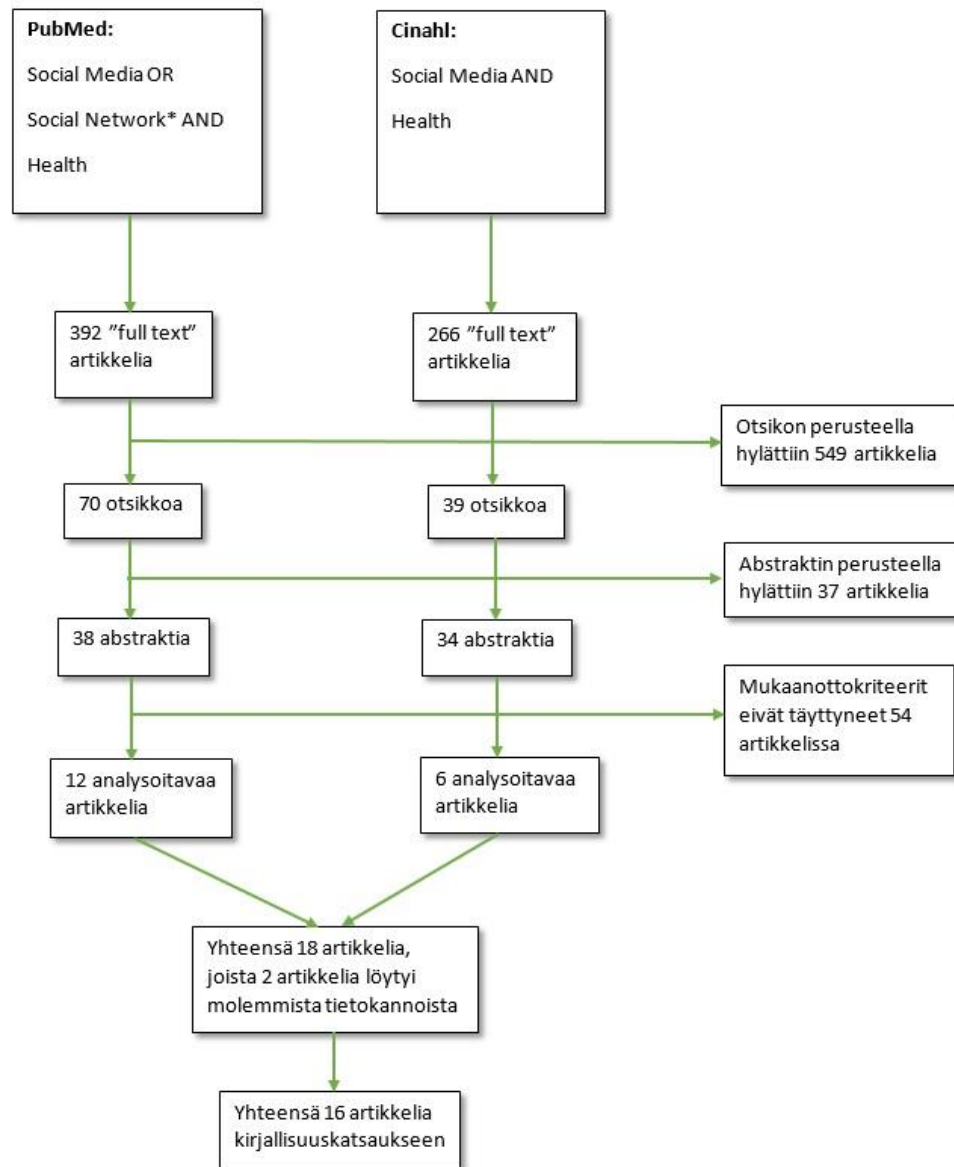 PubMed:
Social Media OR
Social Network* AND
Health
Cinahl:
Social Media AND
Health
392 ”full text”
artikkelia
266 ”full text”
artikkelia
Otsikon perusteella
hylättiin 549 artikkelia
70 otsikkoa
39 otsikkoa
Abstraktin perusteella
hylättiin 37 artikkelia
38 abstraktia
34 abstraktia
Mukaanottokriteerit
eivät täyttyneet 54
artikkelissa
12 analysoitavaa
artikkelia
6 analysoitavaa
artikkelia
Yhteensä 18 artikkelia,
joista 2 artikkelia löytyi
molemmista tietokannoista
Yhteensä 16 artikkelia
kirjallisuuskatsaukseen